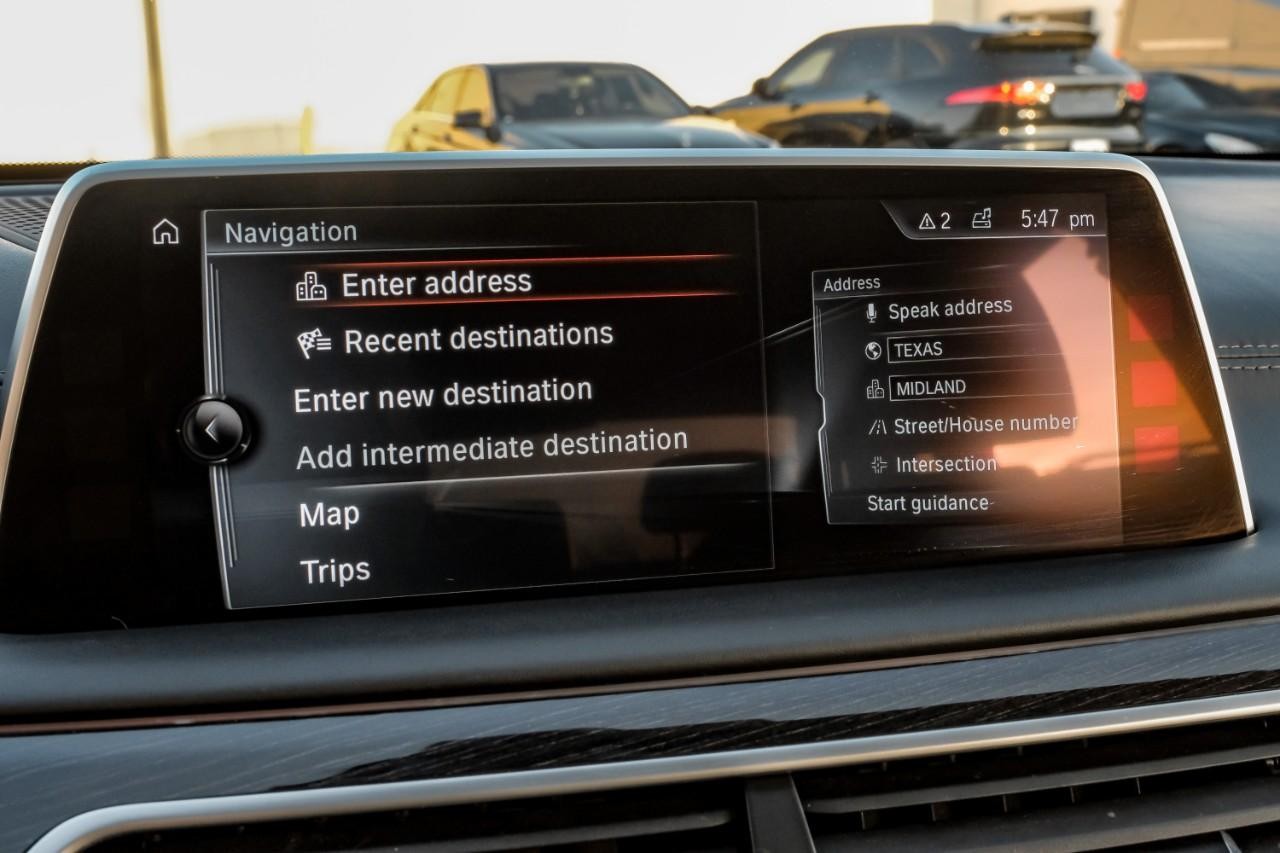 Navigation
Enter address
Recent destinations
Enter new destination
Add intermediate destination
Map
Trips
2 5:47 pm
Address
Speak address
TEXAS
MIDLAND
Street/House number
Intersection
Start guidance